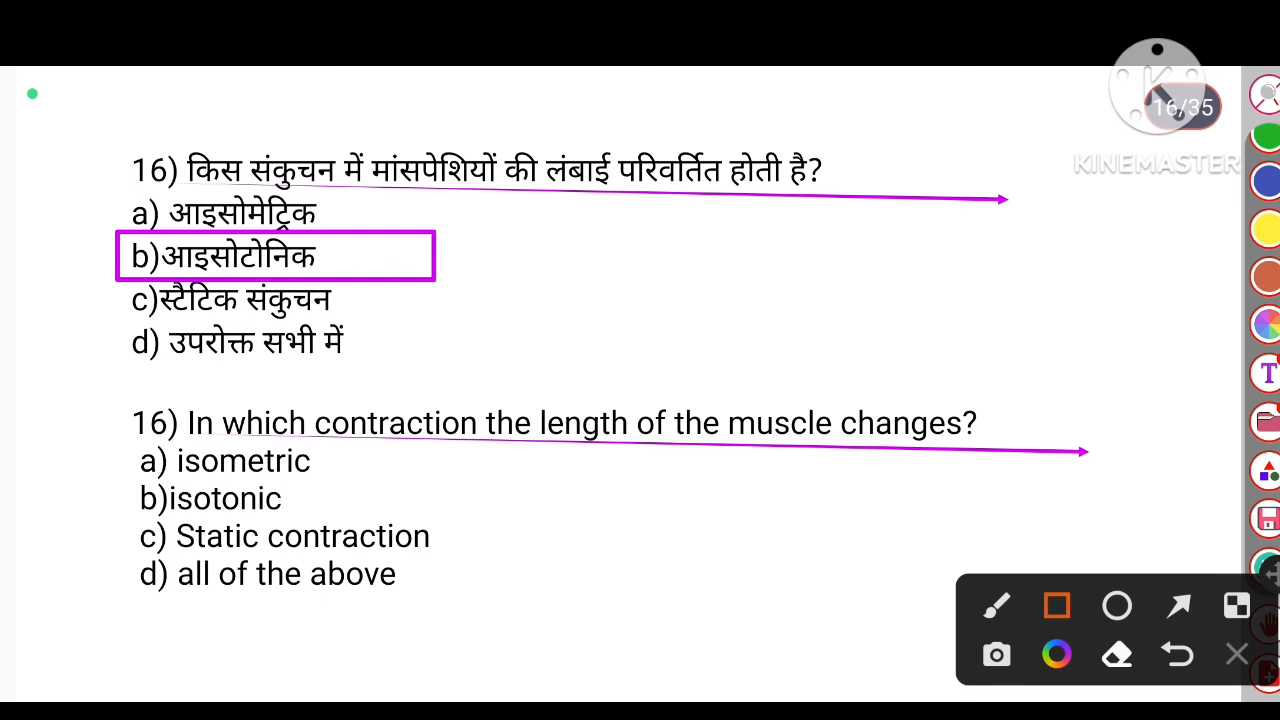 16/35
KINEMASTER
16) किस संकुचन में मांसपेशियों की लंबाई परिवर्तित होती है?
a) आइसोमेट्रिक
b)आइसोटोनिक
c)स्टैटिक संकुचन
d) उपरोक्त सभी में
16) In which contraction the length of the muscle changes?
a) isometric
b)isotonic
c) Static contraction
d) all of the above
T